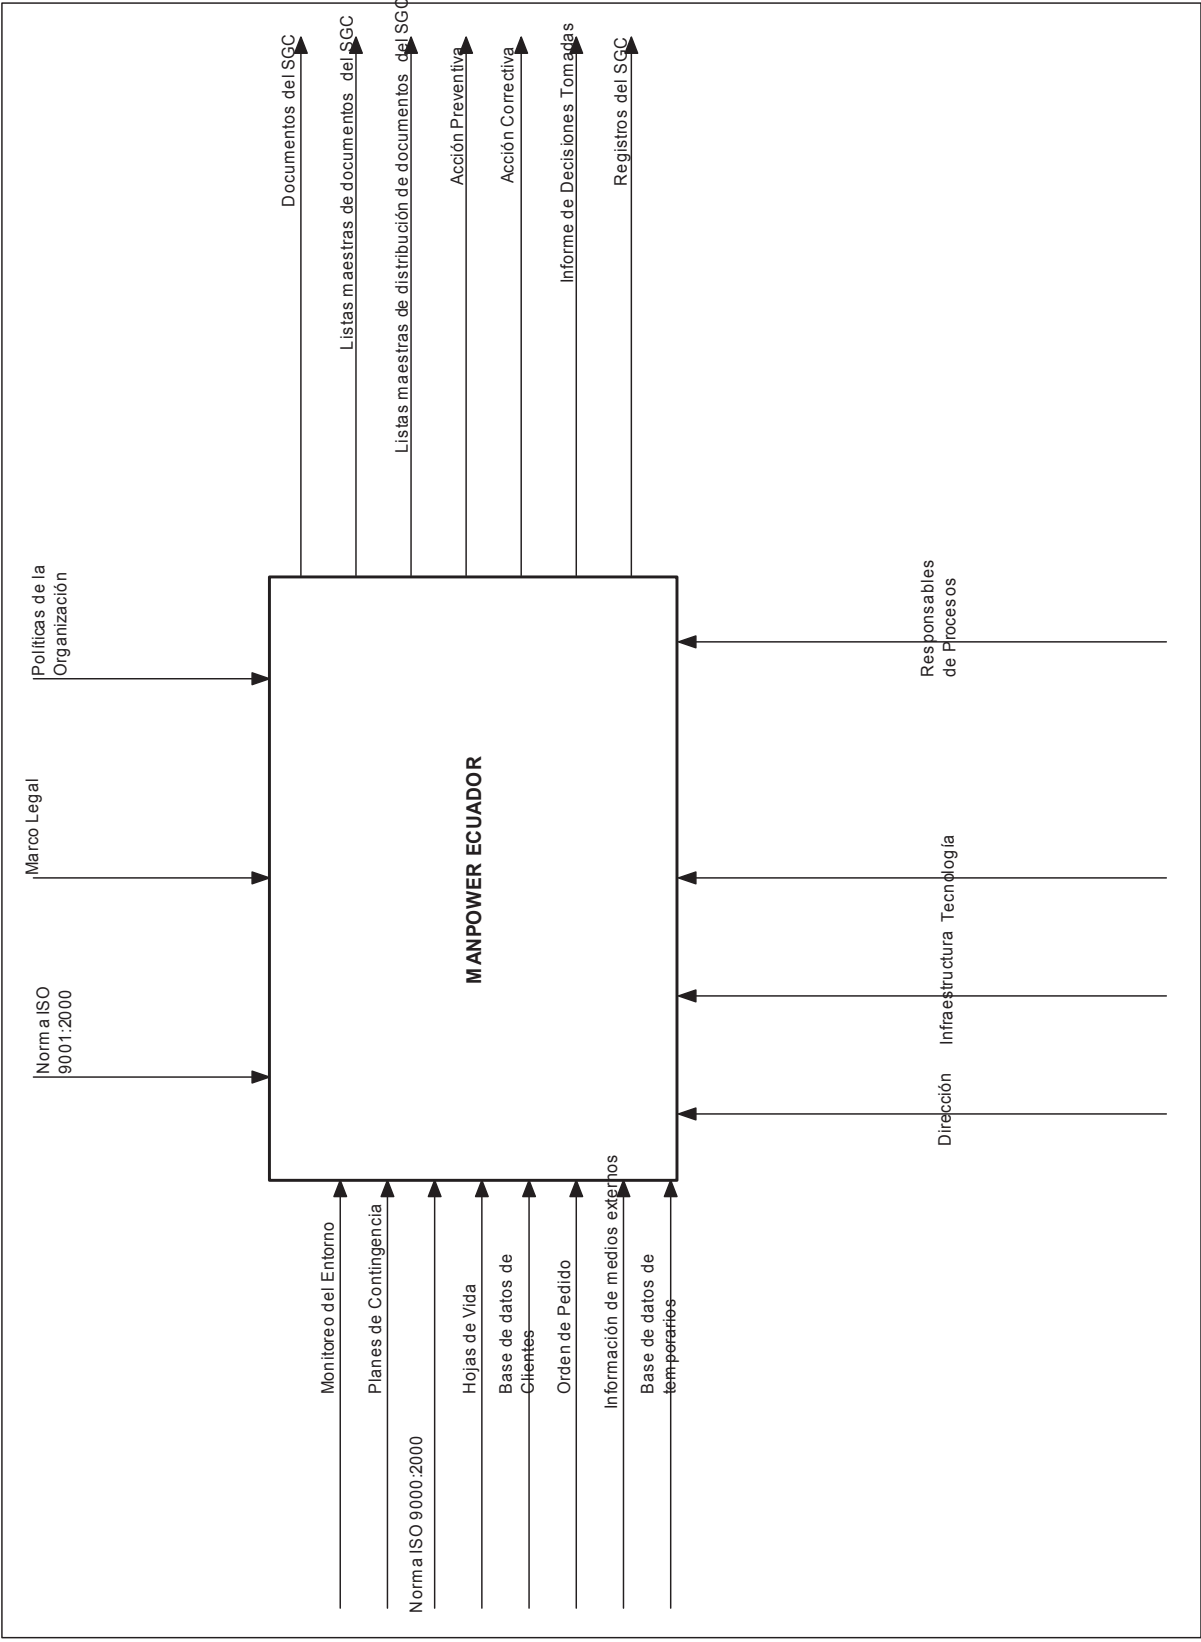 Norma ISO
9001:2000
Marco Legal
Políticas de la
Organización
Monitoreo del Entorno
Planes de Contingencia
Norma ISO 9000:2000
Hojas de Vida
Base de datos de
Clientes
Orden de Pedido
Información de medios externos
Base de datos de
temporarios
MANPOWER ECUADOR
Documentos del SGC
Listas maestras de documentos del SGC
Listas maestras de distribución de documentos del SGC
Acción Preventiva
Acción Correctiva
Informe de Decisiones Tomadas
Registros del SGC
Dirección
Infraestructura Tecnología
Responsables
de Procesos